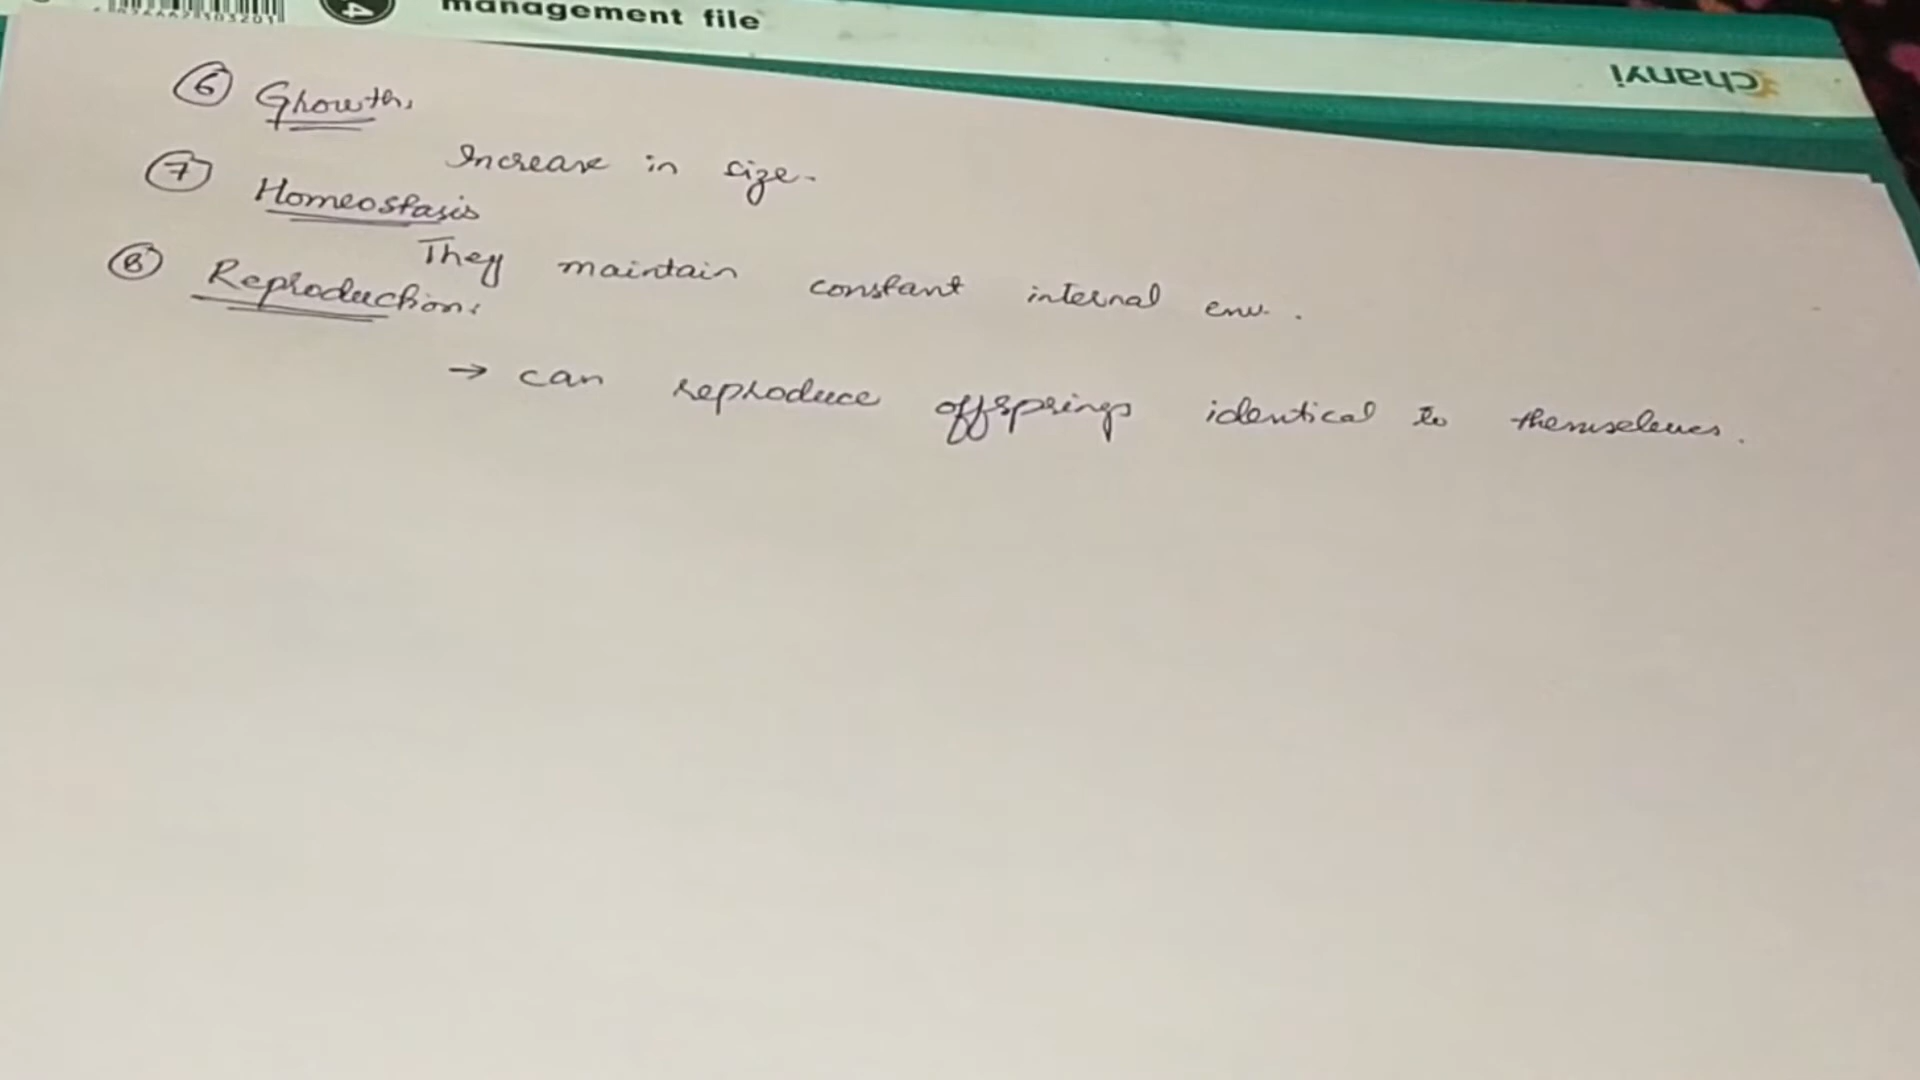 management file
chanyi
⑥ Growth,
Increase in size.
⑦ Homeostasis
They maintain constant internal env.
⑧ Reproduction:
→ can reproduce offsprings identical to themselves.